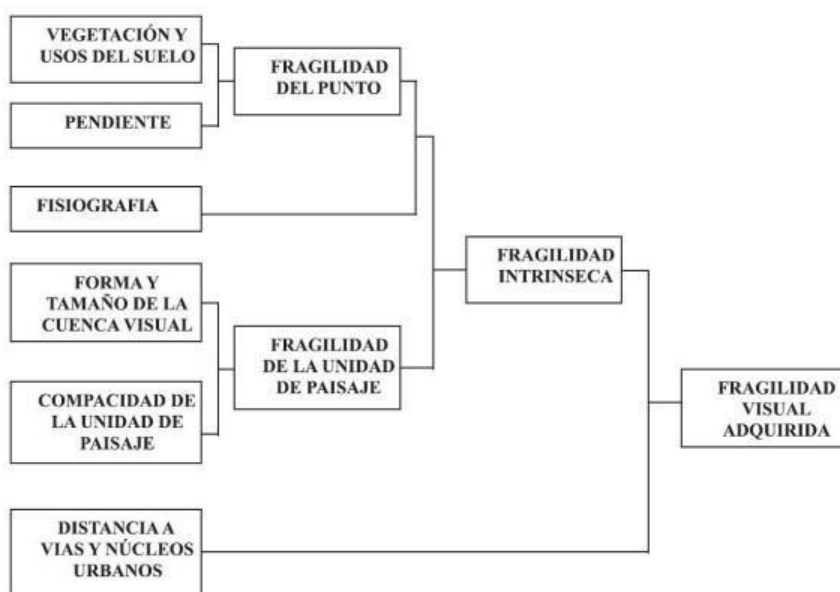 VEGETACIÓN Y
USOS DEL SUELO
PENDIENTE
FRAGILIDAD
DEL PUNTO
FISIOGRAFIA
FORMA Y
TAMAÑO DE LA
CUENCA VISUAL
COMPACIDAD DE
LA UNIDAD DE
PAISAJE
FRAGILIDAD
DE LA UNIDAD
DE PAISAJE
FRAGILIDAD
INTRINSECA
DISTANCIA A
VIAS Y NÚCLEOS
URBANOS
FRAGILIDAD
VISUAL
ADQUIRIDA